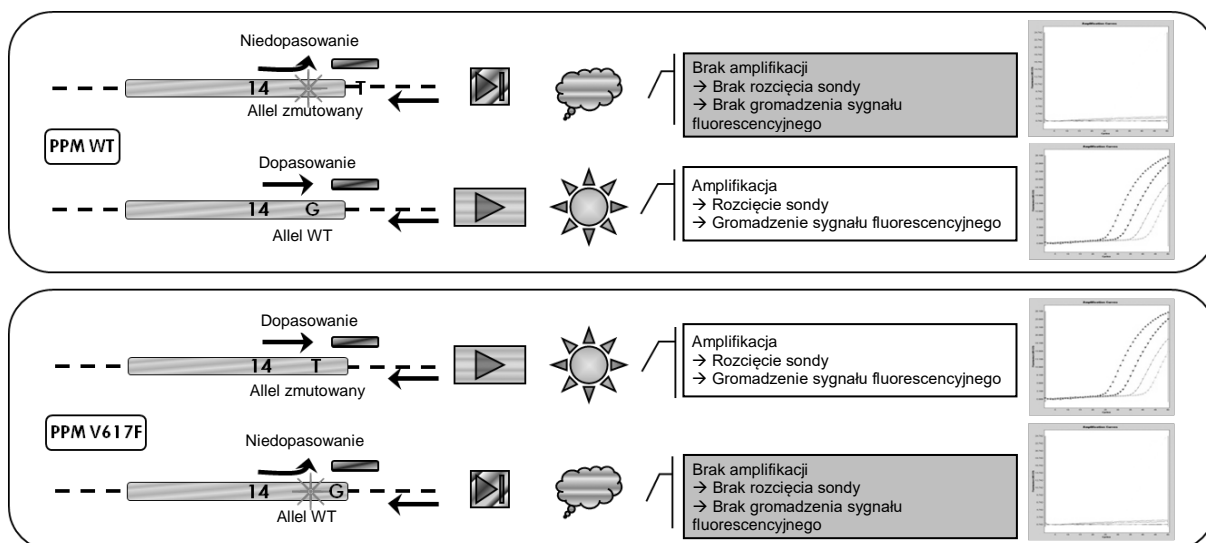 Niedopasowanie
14 T
Allel zmutowany
Brak amplifikacji
→ Brak rozcięcia sondy
→ Brak gromadzenia sygnału
fluorescencyjnego
PPM WT
Dopasowanie
14 G
Allel WT
Amplifikacja
→ Rozcięcie sondy
→ Gromadzenie sygnału fluorescencyjnego
Dopasowanie
14 T
Allel zmutowany
Amplifikacja
→ Rozcięcie sondy
→ Gromadzenie sygnału fluorescencyjnego
PPM V617F
Niedopasowanie
14 G
Allel WT
Brak amplifikacji
→ Brak rozcięcia sondy
→ Brak gromadzenia sygnału
fluorescencyjnego